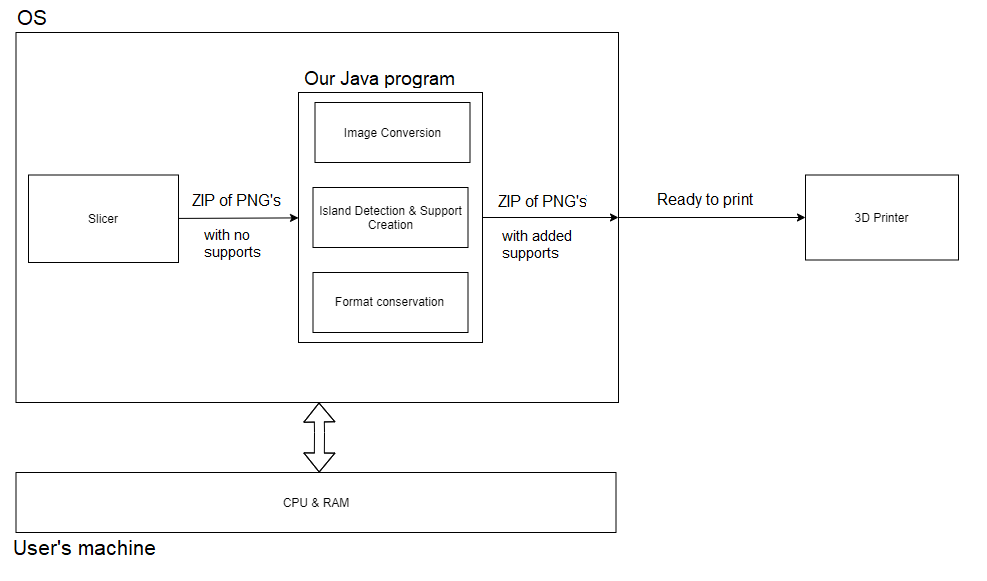 OS
Our Java program
Image Conversion
Slicer
ZIP of PNG's
with no
supports
Island Detection & Support
Creation
Format conservation
ZIP of PNG's
with added
supports
Ready to print
3D Printer
CPU & RAM
User's machine